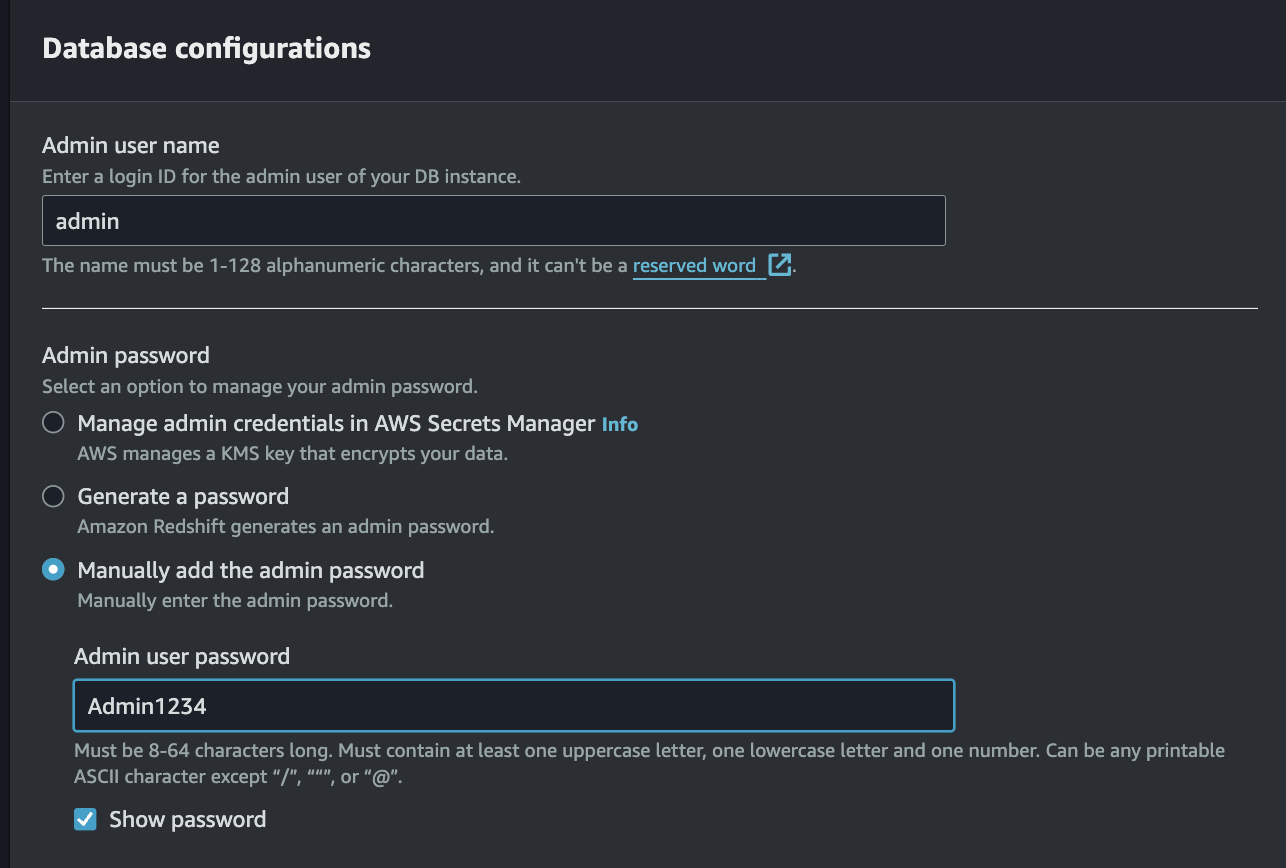 Database configurations
Admin user name
Enter a login ID for the admin user of your DB instance.
admin
The name must be 1-128 alphanumeric characters, and it can't be a reserved word .
Admin password
Select an option to manage your admin password.
Manage admin credentials in AWS Secrets Manager Info
AWS manages a KMS key that encrypts your data.
Generate a password
Amazon Redshift generates an admin password.
Manually add the admin password
Manually enter the admin password.
Admin user password
Admin1234
Must be 8-64 characters long. Must contain at least one uppercase letter, one lowercase letter and one number. Can be any printable
ASCII character except “/”, “““, or “@”.
Show password